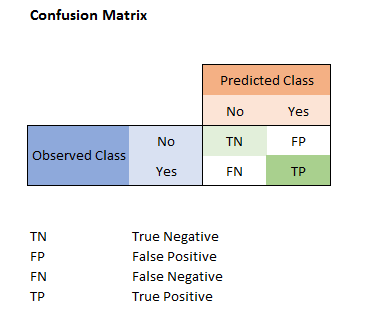 Confusion Matrix
Predicted Class
No Yes
Observed Class No TN FP
Yes FN TP
TN True Negative
FP False Positive
FN False Negative
TP True Positive